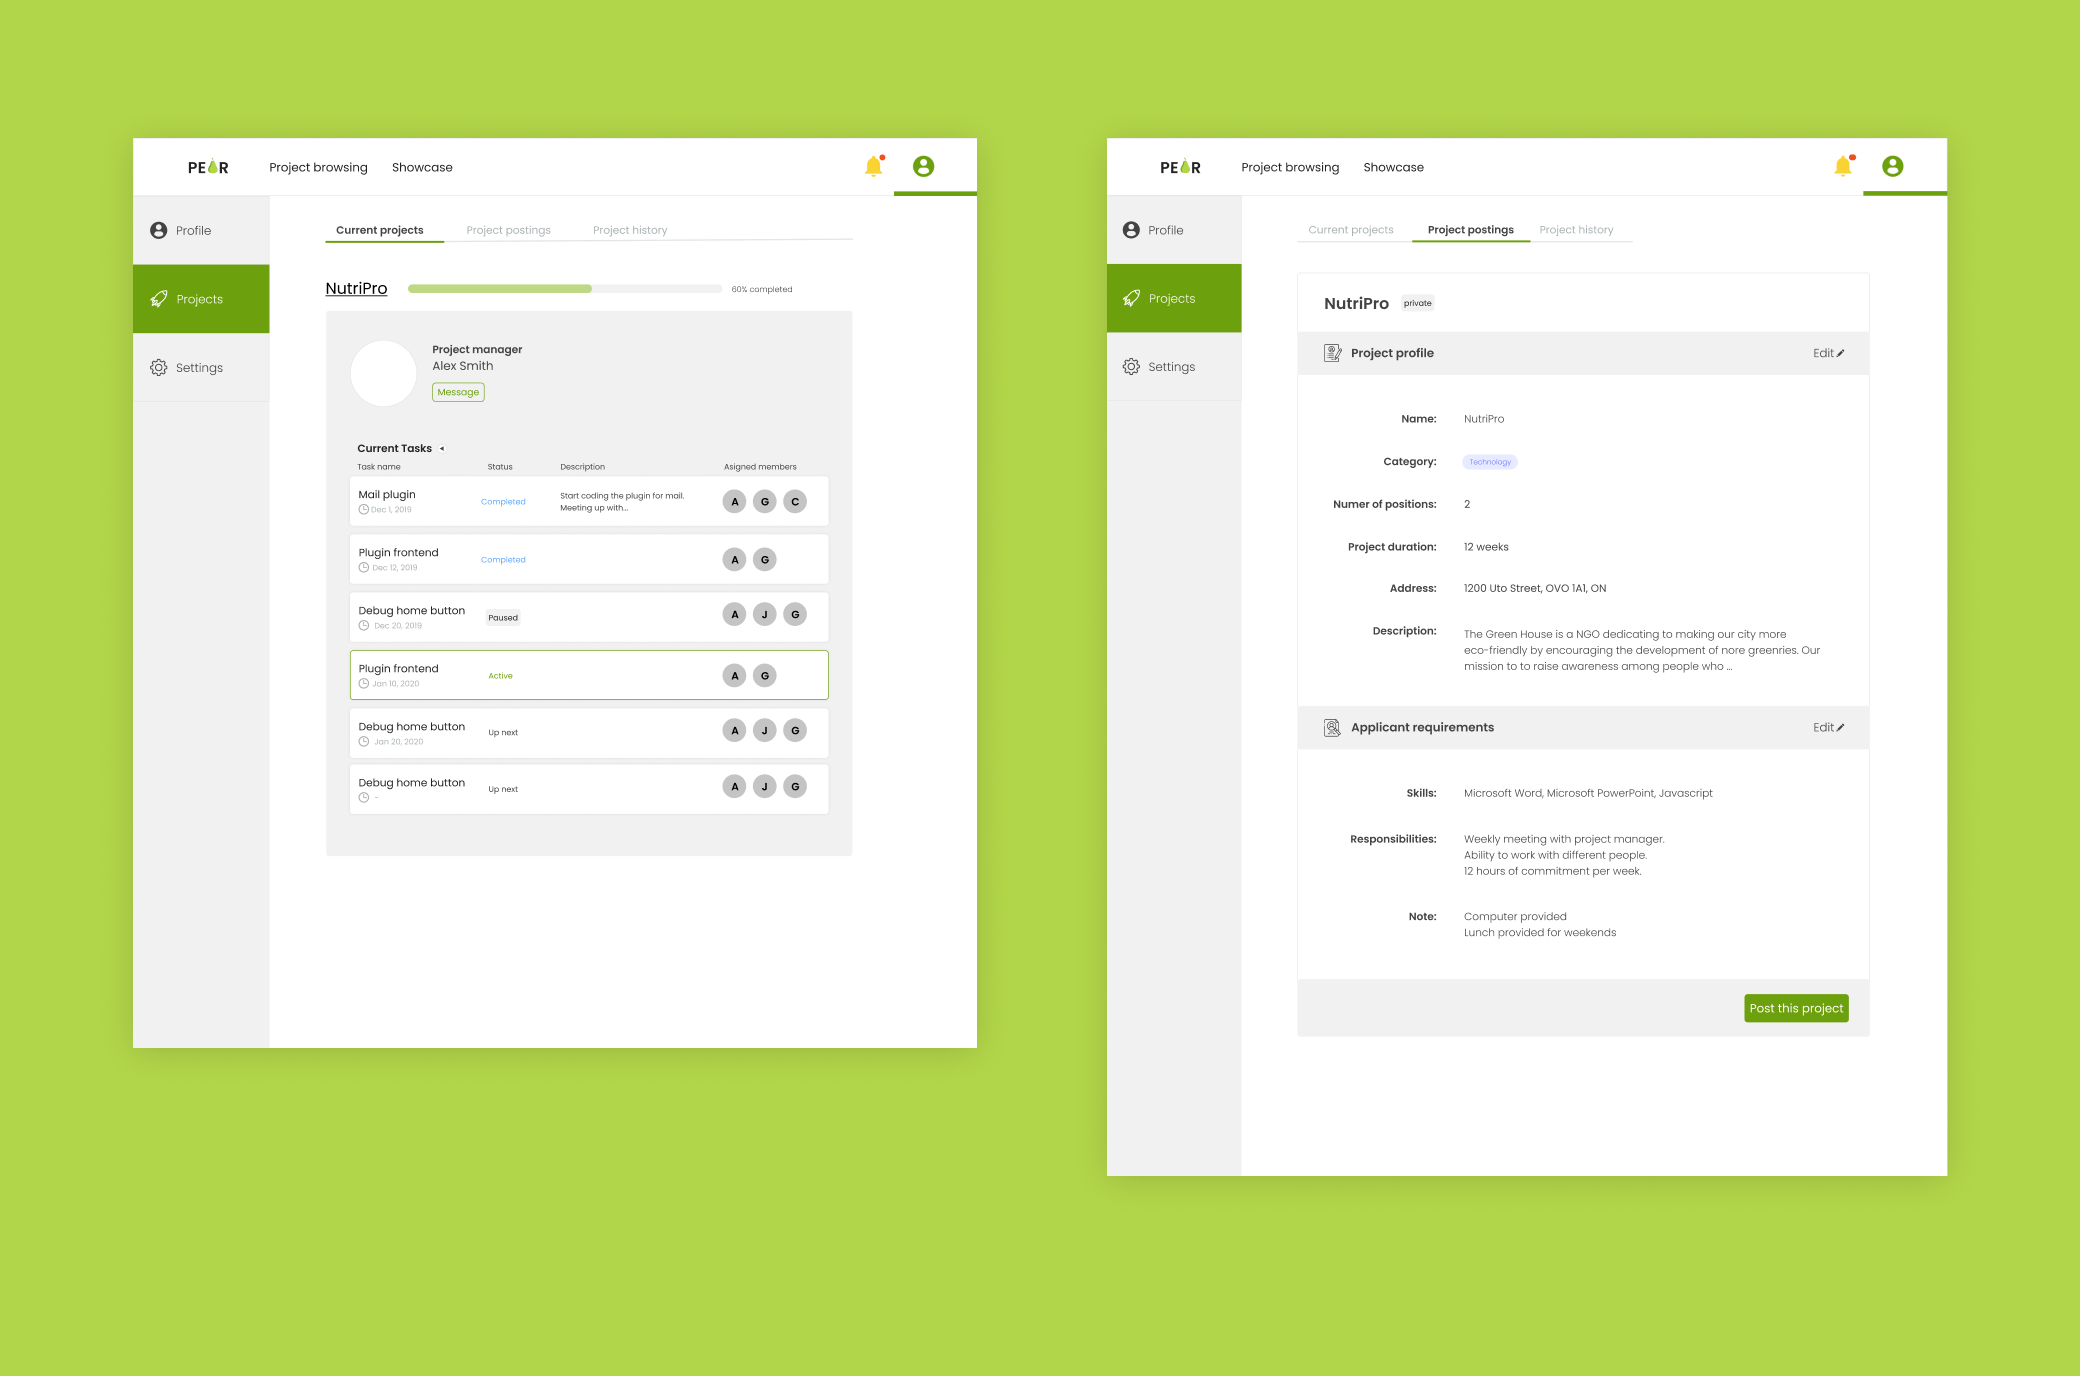 PEAR Project browsing Showcase
Profile
Projects
Settings
Current projects Project postings Project history
NutriPro 60% completed
Project manager
Alex Smith
Message
Current Tasks
Task name Status Description Asigned members
Mail plugin
Dec 1, 2019
Completed
Start coding the plugin for mail.
Meeting up with...
A G C
Plugin frontend
Dec 12, 2019
Completed
A G
Debug home button
Dec 20, 2019
Paused
A J G
Plugin frontend
Jan 10, 2020
Active
A G
Debug home button
Jan 20, 2020
Up next
A J G
Debug home button
-
Up next
A J G
PEAR Project browsing Showcase
Profile
Projects
Settings
Current projects Project postings Project history
NutriPro private
Project profile Edit
Name: NutriPro
Category: Technology
Numer of positions: 2
Project duration: 12 weeks
Address: 1200 Uto Street, OVO 1A1, ON
Description: The Green House is a NGO dedicating to making our city more
eco-friendly by encouraging the development of nore greenries. Our
mission to to raise awareness among people who ...
Applicant requirements Edit
Skills: Microsoft Word, Microsoft PowerPoint, Javascript
Responsibilities: Weekly meeting with project manager.
Ability to work with different people.
12 hours of commitment per week.
Note: Computer provided
Lunch provided for weekends
Post this project